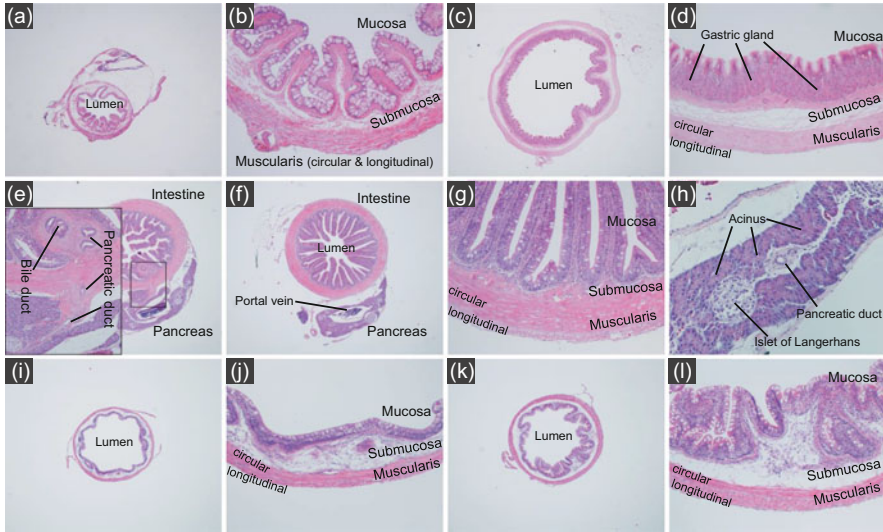 (a)
Lumen
(b)
Mucosa
Submucosa
Muscularis (circular & longitudinal)
(c)
Lumen
(d)
Mucosa
Gastric gland
Submucosa
circular
longitudinal
Muscularis
(e)
Intestine
Bile duct
Pancreatic duct
Pancreas
(f)
Intestine
Lumen
Portal vein
Pancreas
(g)
Mucosa
Submucosa
circular
longitudinal
Muscularis
(h)
Acinus
Pancreatic duct
Islet of Langerhans
(i)
Lumen
(j)
Mucosa
Submucosa
circular
longitudinal
Muscularis
(k)
Lumen
(l)
Mucosa
Submucosa
circular
longitudinal
Muscularis